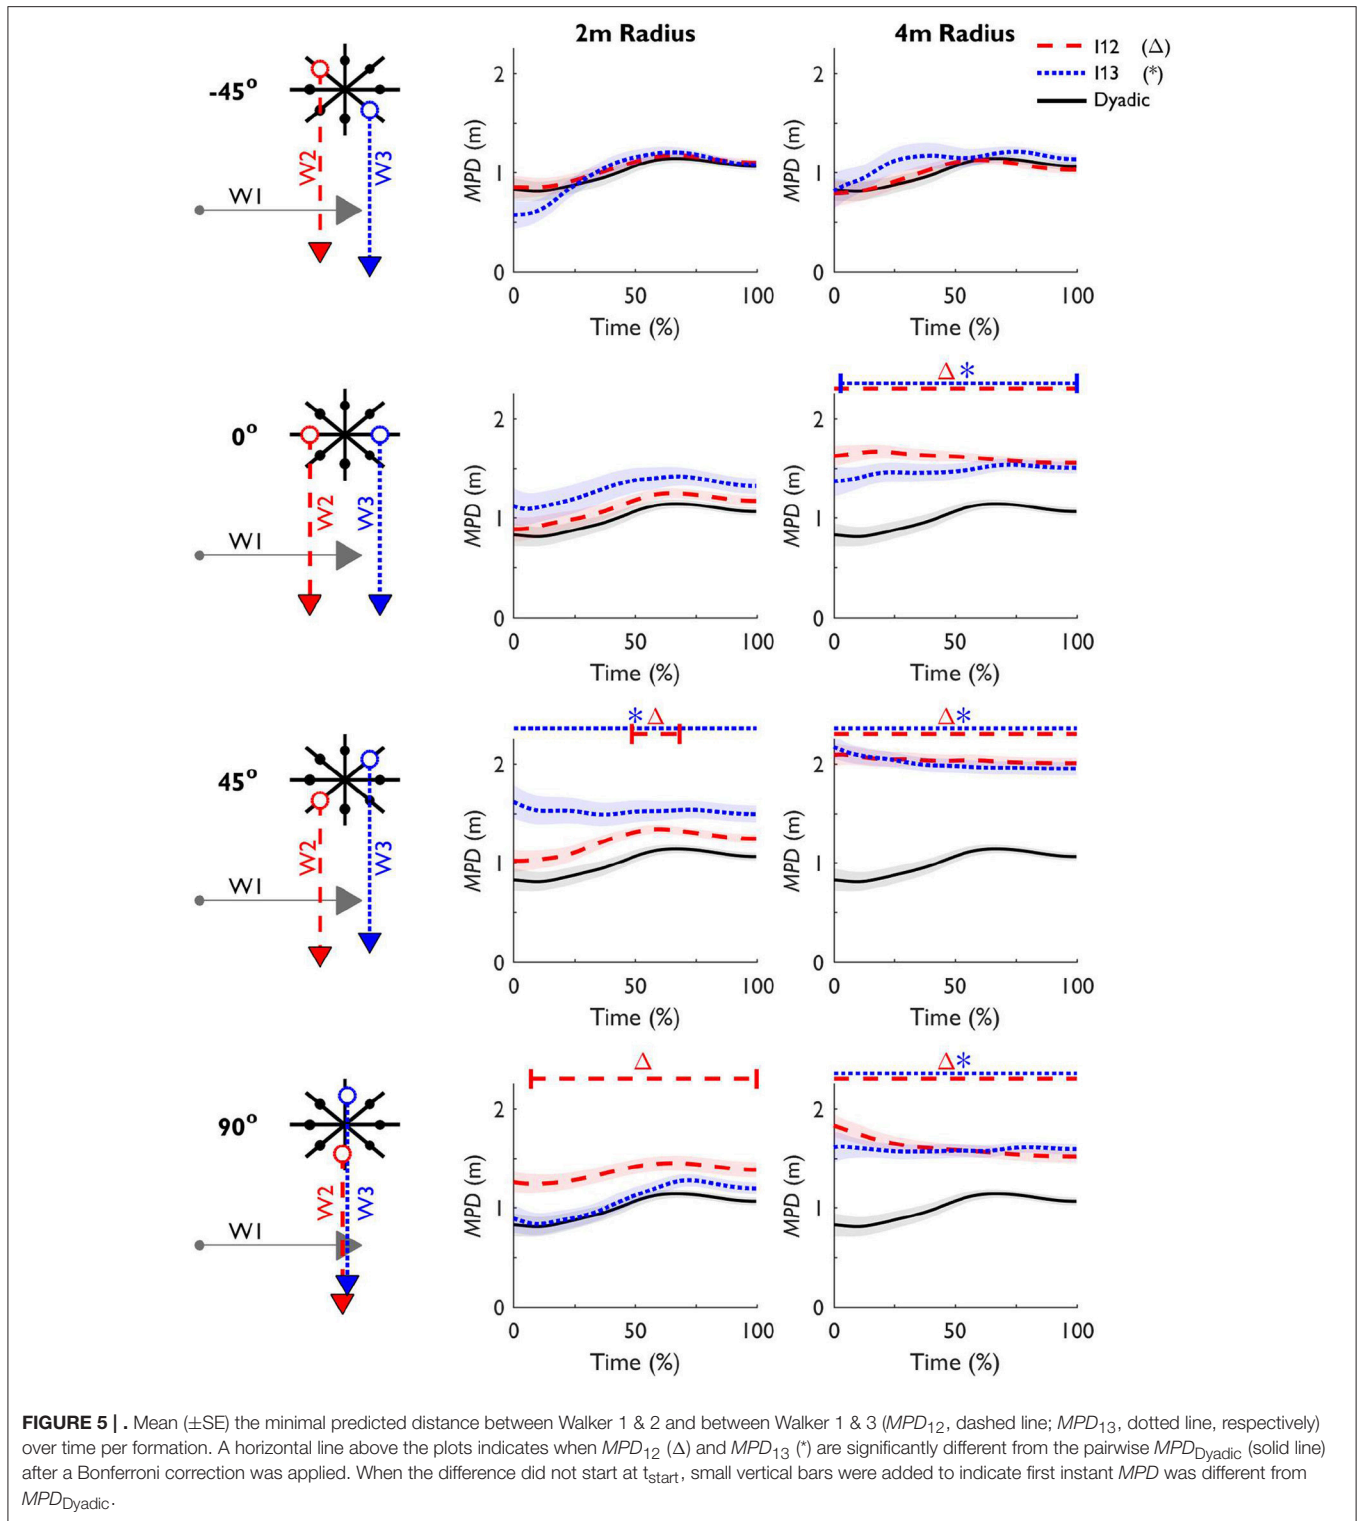 2m Radius
4m Radius
I12 (Δ)
I13 (*)
Dyadic
-45°
W2
W3
W1
MPD (m)
2
1
0
0 50 100
Time (%)
MPD (m)
2
1
0
0 50 100
Time (%)
0°
W2
W3
W1
MPD (m)
2
1
0
0 50 100
Time (%)
Δ *
MPD (m)
2
1
0
0 50 100
Time (%)
45°
W2
W3
W1
* Δ
MPD (m)
2
1
0
0 50 100
Time (%)
Δ *
MPD (m)
2
1
0
0 50 100
Time (%)
90°
W2
W3
W1
Δ
MPD (m)
2
1
0
0 50 100
Time (%)
Δ *
MPD (m)
2
1
0
0 50 100
Time (%)
FIGURE 5 | . Mean (±SE) the minimal predicted distance between Walker 1 & 2 and between Walker 1 & 3 (MPD12, dashed line; MPD13, dotted line, respectively)
over time per formation. A horizontal line above the plots indicates when MPD12 (Δ) and MPD13 (*) are significantly different from the pairwise MPDDyadic (solid line)
after a Bonferroni correction was applied. When the difference did not start at tstart, small vertical bars were added to indicate first instant MPD was different from
MPDDyadic.